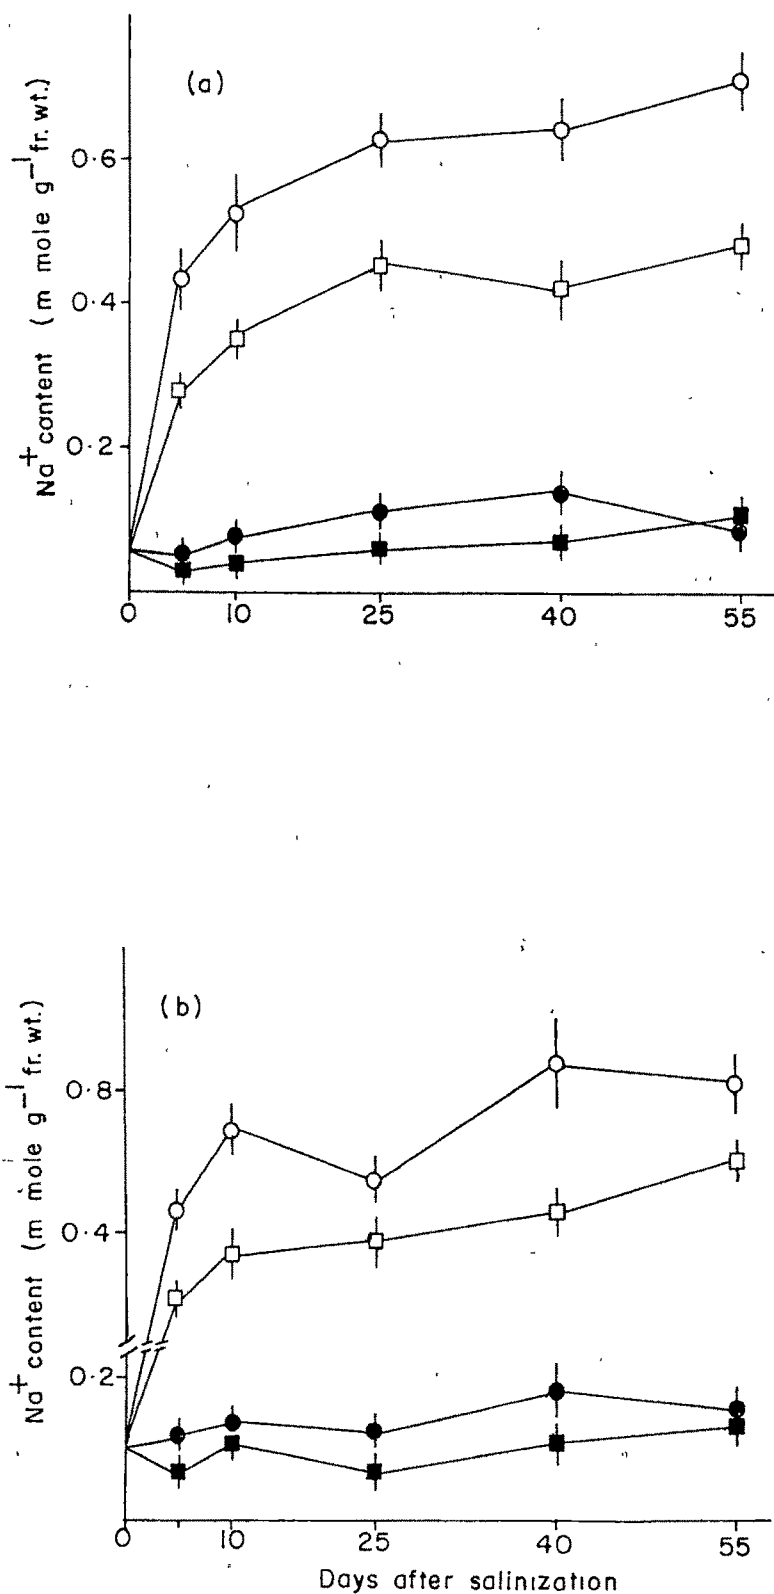 (a)
Na+ content (m mole g−1 fr. wt.)
0·6
0·4
0·2
0 10 25 40 55
(b)
Na+ content (m mole g−1 fr. wt.)
0·8
0·4
0·2
0 10 25 40 55
Days after salinization